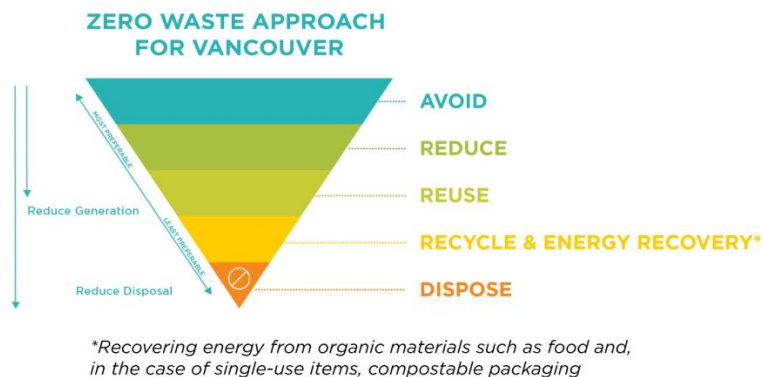 ZERO WASTE APPROACH
FOR VANCOUVER
AVOID
MOST PREFERABLE
REDUCE
REUSE
Reduce Generation
LEAST PREFERABLE
RECYCLE & ENERGY RECOVERY*
Reduce Disposal
DISPOSE
*Recovering energy from organic materials such as food and,
in the case of single-use items, compostable packaging